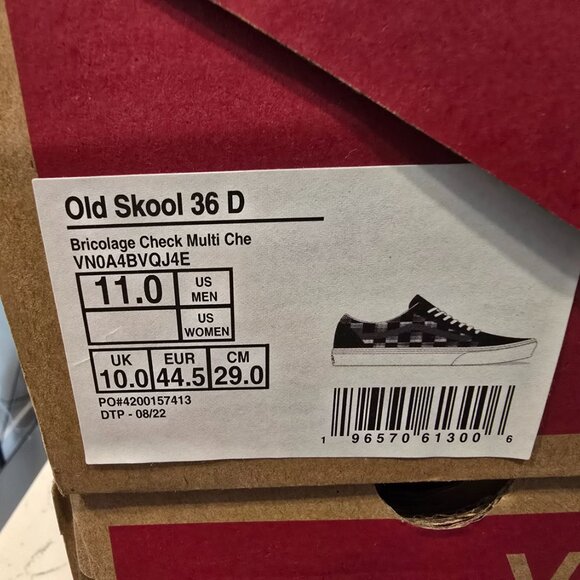 Old Skool 36 D
Bricolage Check Multi Che
VN0A4BVQJ4E
11.0 US MEN
US WOMEN
UK 10.0 EUR 44.5 CM 29.0
PO#4200157413
DTP - 08/22
1 96570 61300 6
V